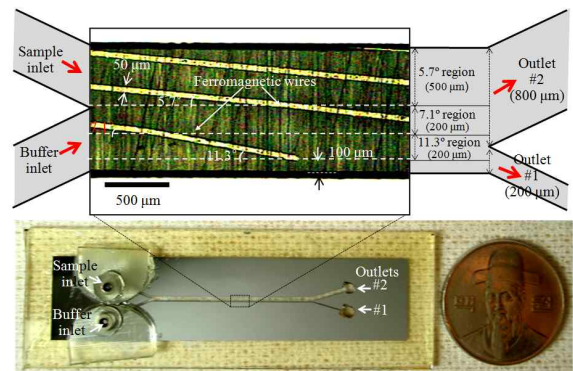 Sample
inlet
Buffer
inlet
50 μm
Ferromagnetic wires
5.7°
11.3°
100 μm
500 μm
5.7° region
(500 μm)
7.1° region
(200 μm)
11.3° region
(200 μm)
Outlet
#2
(800 μm)
Outlet
#1
(200 μm)
Sample
inlet
Buffer
inlet
Outlets
#2
#1
백
원